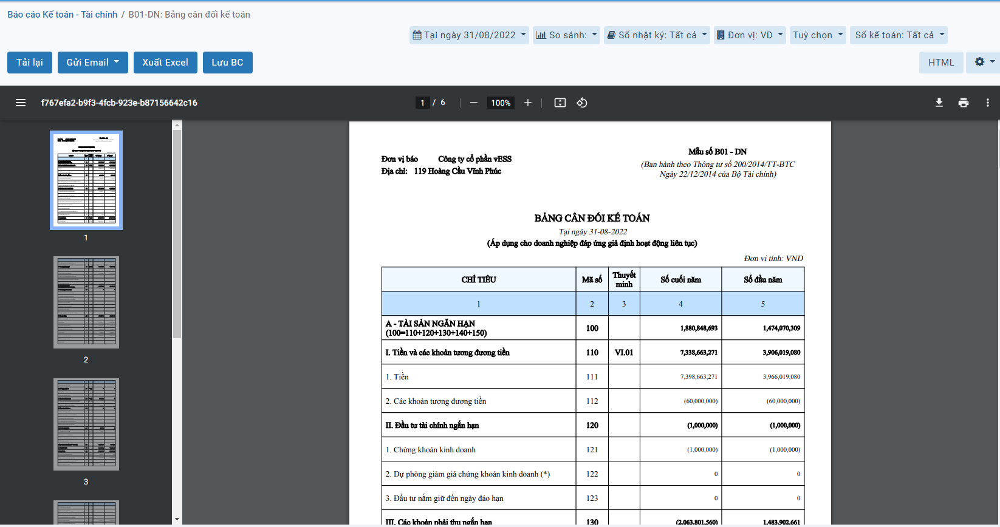 Báo cáo Kế toán - Tài chính / B01-DN: Bảng cân đối kế toán
Tại ngày 31/08/2022 So sánh: Sổ nhật ký: Tất cả Đơn vị: VD Tuỳ chọn Sổ kế toán: Tất cả
Tải lại Gửi Email Xuất Excel Lưu BC HTML
f767efa2-b9f3-4fcb-923e-b87156642c16 1 / 6 100%
1
2
3
Mẫu số B01 - DN
Đơn vị báo Công ty cổ phần vESS
(Ban hành theo Thông tư số 200/2014/TT-BTC
Địa chỉ: 119 Hoàng Cầu Vĩnh Phúc
Ngày 22/12/2014 của Bộ Tài chính)
BẢNG CÂN ĐỐI KẾ TOÁN
Tại ngày 31-08-2022
(Áp dụng cho doanh nghiệp đáp ứng giả định hoạt động liên tục)
Đơn vị tính: VND
CHỈ TIÊU Mã số Thuyết minh Số cuối năm Số đầu năm
1 2 3 4 5
A - TÀI SẢN NGẮN HẠN
(100=110+120+130+140+150) 100 1,880,848,693 1,474,070,309
I. Tiền và các khoản tương đương tiền 110 VI.01 7,338,663,271 3,906,019,080
1. Tiền 111 7,398,663,271 3,966,019,080
2. Các khoản tương đương tiền 112 (60,000,000) (60,000,000)
II. Đầu tư tài chính ngắn hạn 120 (1,000,000) (1,000,000)
1. Chứng khoán kinh doanh 121 (1,000,000) (1,000,000)
2. Dự phòng giảm giá chứng khoán kinh doanh (*) 122 0 0
3. Đầu tư nắm giữ đến ngày đáo hạn 123 0 0
III. Các khoản phải thu ngắn hạn 130 (2,063,801,560) 1,483,902,661